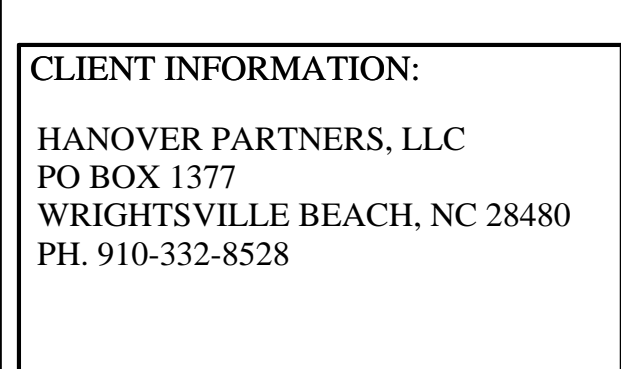 CLIENT INFORMATION:
HANOVER PARTNERS, LLC
PO BOX 1377
WRIGHTSVILLE BEACH, NC 28480
PH. 910-332-8528